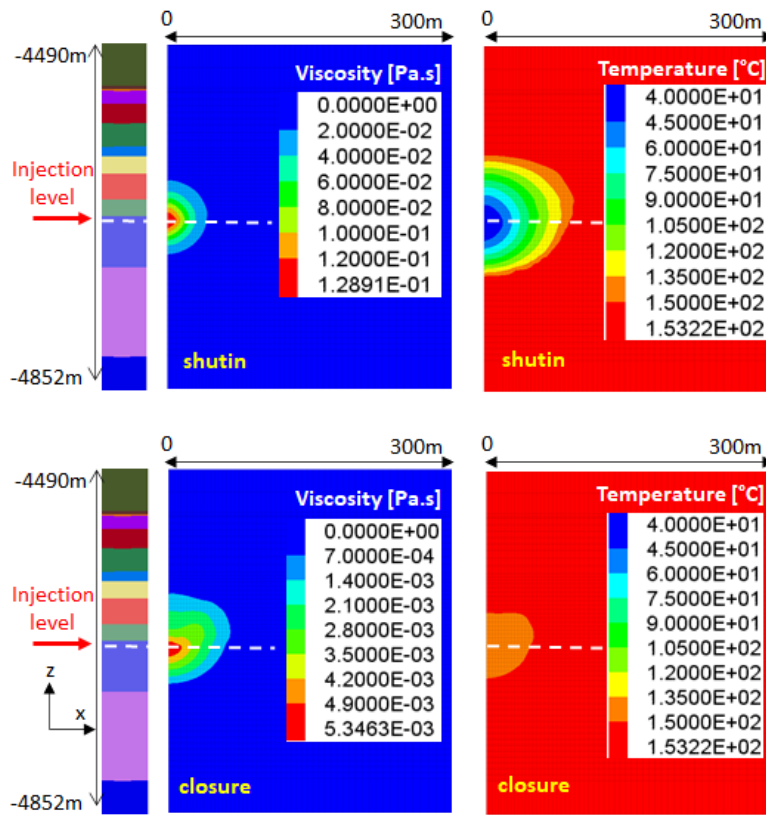 0 300m
-4490m
Viscosity [Pa.s]
0.0000E+00
2.0000E-02
4.0000E-02
6.0000E-02
8.0000E-02
1.0000E-01
1.2000E-01
1.2891E-01
Injection
level
shutin
-4852m
0 300m
Temperature [°C]
4.0000E+01
4.5000E+01
6.0000E+01
7.5000E+01
9.0000E+01
1.0500E+02
1.2000E+02
1.3500E+02
1.5000E+02
1.5322E+02
shutin
0 300m
-4490m
Viscosity [Pa.s]
0.0000E+00
7.0000E-04
1.4000E-03
2.1000E-03
2.8000E-03
3.5000E-03
4.2000E-03
4.9000E-03
5.3463E-03
Injection
level
z
x
closure
-4852m
0 300m
Temperature [°C]
4.0000E+01
4.5000E+01
6.0000E+01
7.5000E+01
9.0000E+01
1.0500E+02
1.2000E+02
1.3500E+02
1.5000E+02
1.5322E+02
closure